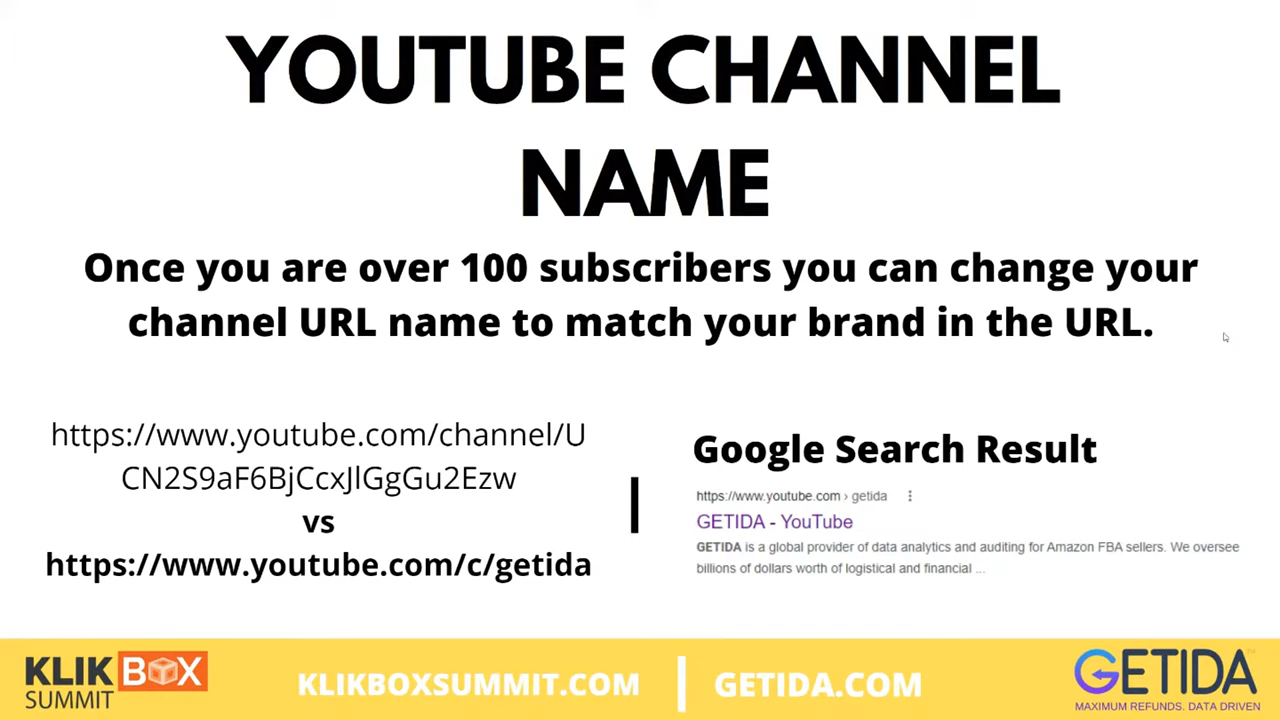 YOUTUBE CHANNEL
NAME
Once you are over 100 subscribers you can change your
channel URL name to match your brand in the URL.
https://www.youtube.com/channel/U
CN2S9aF6BjCcxJlGgGu2Ezw
vs
https://www.youtube.com/c/getida
|
Google Search Result
https://www.youtube.com › getida ⋮
GETIDA - YouTube
GETIDA is a global provider of data analytics and auditing for Amazon FBA sellers. We oversee
billions of dollars worth of logistical and financial ...
KLIK BOX
SUMMIT
KLIKBOXSUMMIT.COM | GETIDA.COM
GETIDA™
MAXIMUM REFUNDS. DATA DRIVEN